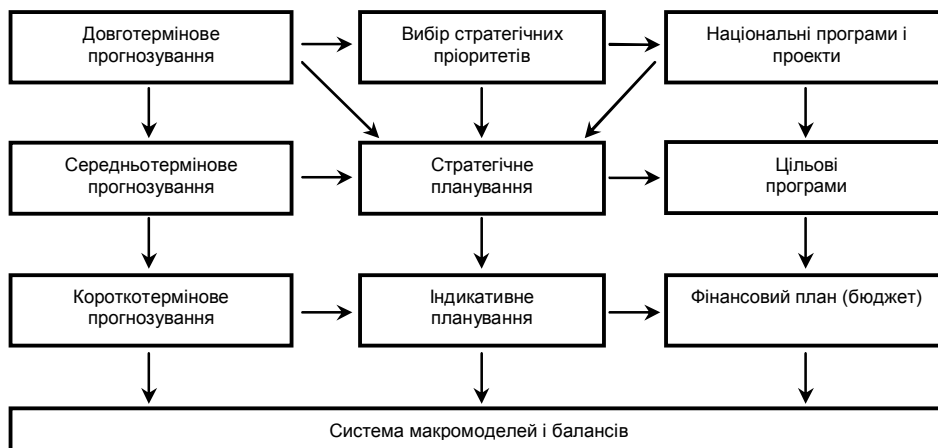 Довготермінове
прогнозування
Вибір стратегічних
пріоритетів
Національні програми і
проекти
Середньотермінове
прогнозування
Стратегічне
планування
Цільові
програми
Короткотермінове
прогнозування
Індикативне
планування
Фінансовий план (бюджет)
Система макромоделей і балансів